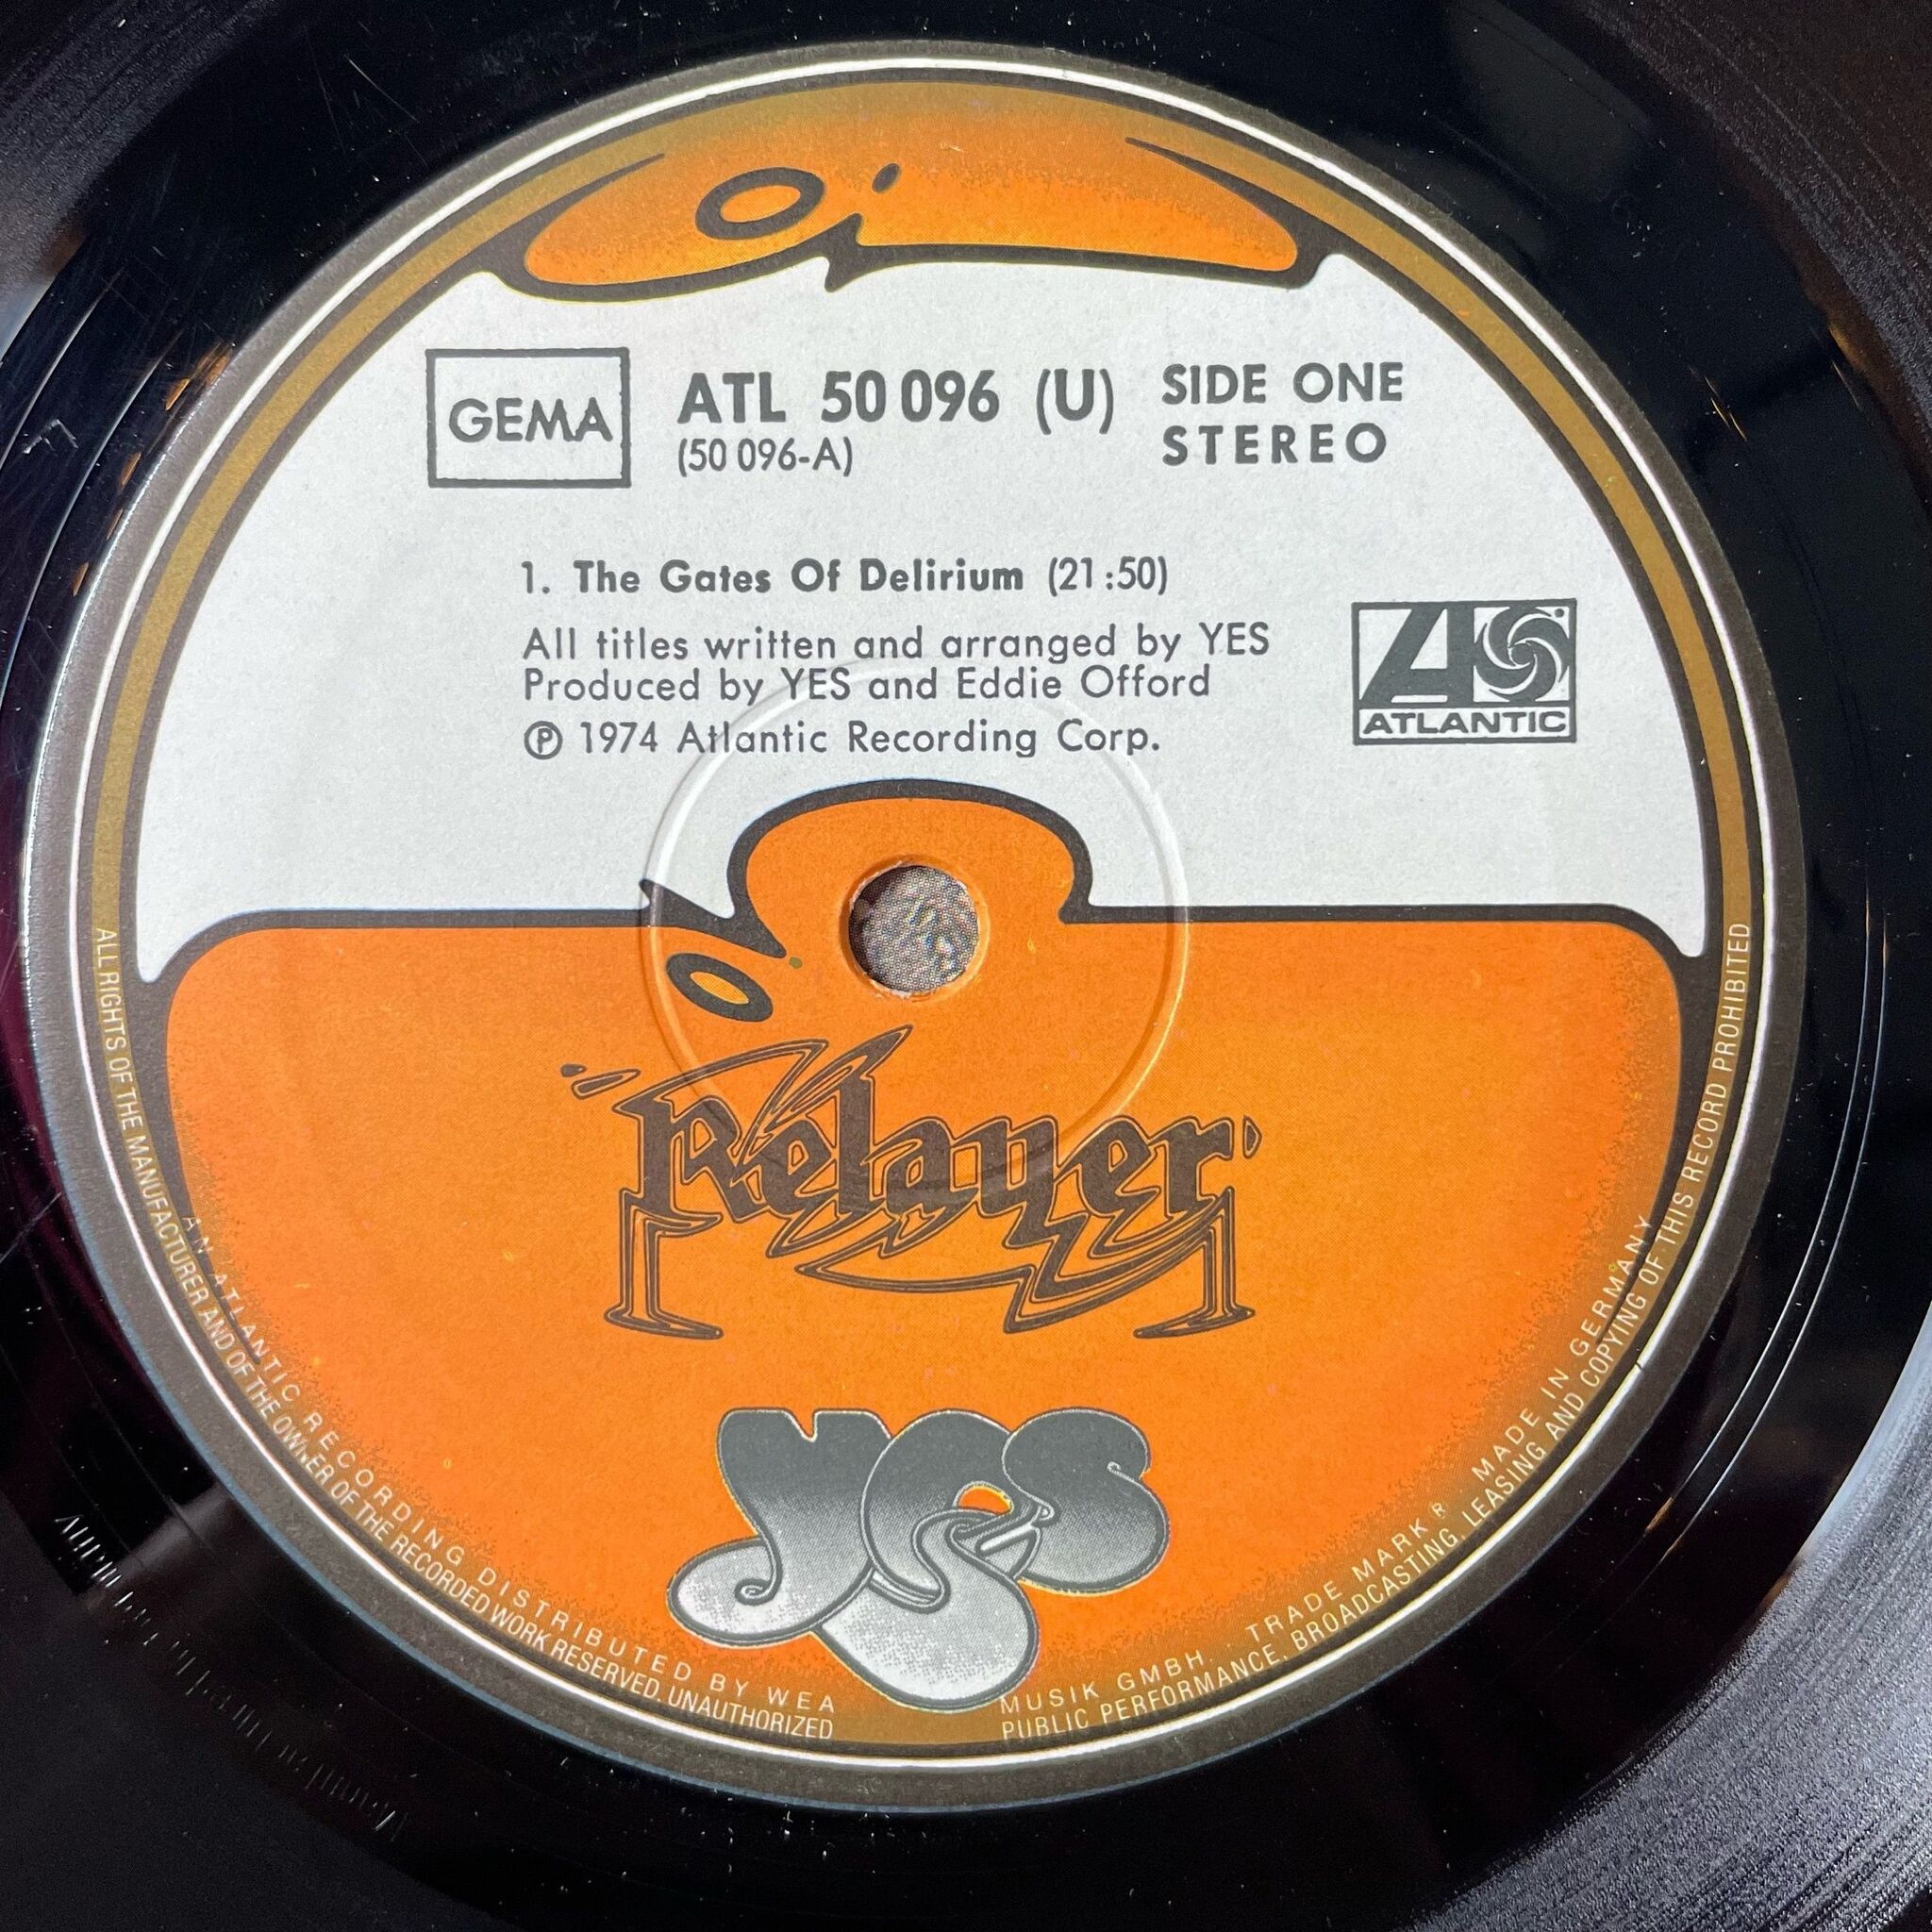 GEMA
ATL 50 096 (U)
(50 096-A)
SIDE ONE
STEREO
1. The Gates Of Delirium (21:50)
All titles written and arranged by YES
Produced by YES and Eddie Offord
℗ 1974 Atlantic Recording Corp.
ATLANTIC
Relayer
YES
AN ATLANTIC RECORDING DISTRIBUTED BY WEA MUSIK GMBH. · TRADE MARK ® MADE IN GERMANY
ALL RIGHTS OF THE MANUFACTURER AND OF THE OWNER OF THE RECORDED WORK RESERVED. UNAUTHORIZED PUBLIC PERFORMANCE, BROADCASTING, LEASING AND COPYING OF THIS RECORD PROHIBITED